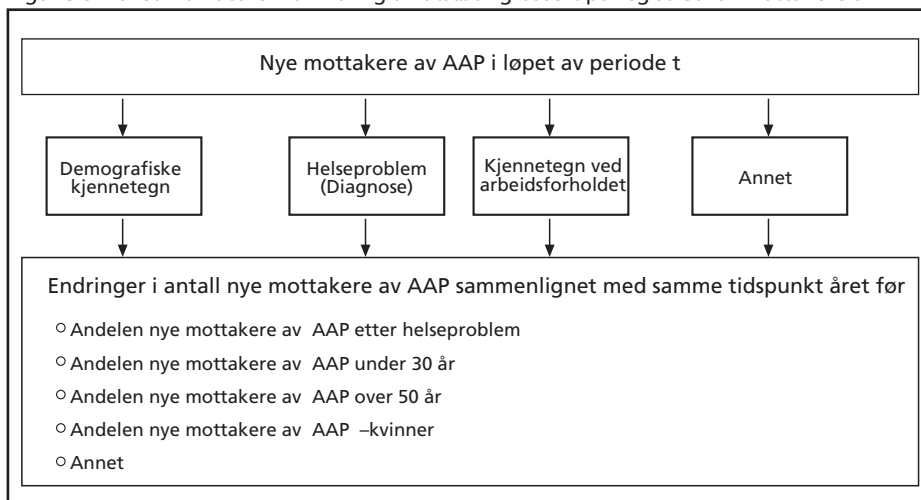 Nye mottakere av AAP i løpet av periode t
Demografiske
kjennetegn
Helseproblem
(Diagnose)
Kjennetegn ved
arbeidsforholdet
Annet
Endringer i antall nye mottakere av AAP sammenlignet med samme tidspunkt året før
Andelen nye mottakere av AAP etter helseproblem
Andelen nye mottakere av AAP under 30 år
Andelen nye mottakere av AAP over 50 år
Andelen nye mottakere av AAP –kvinner
Annet